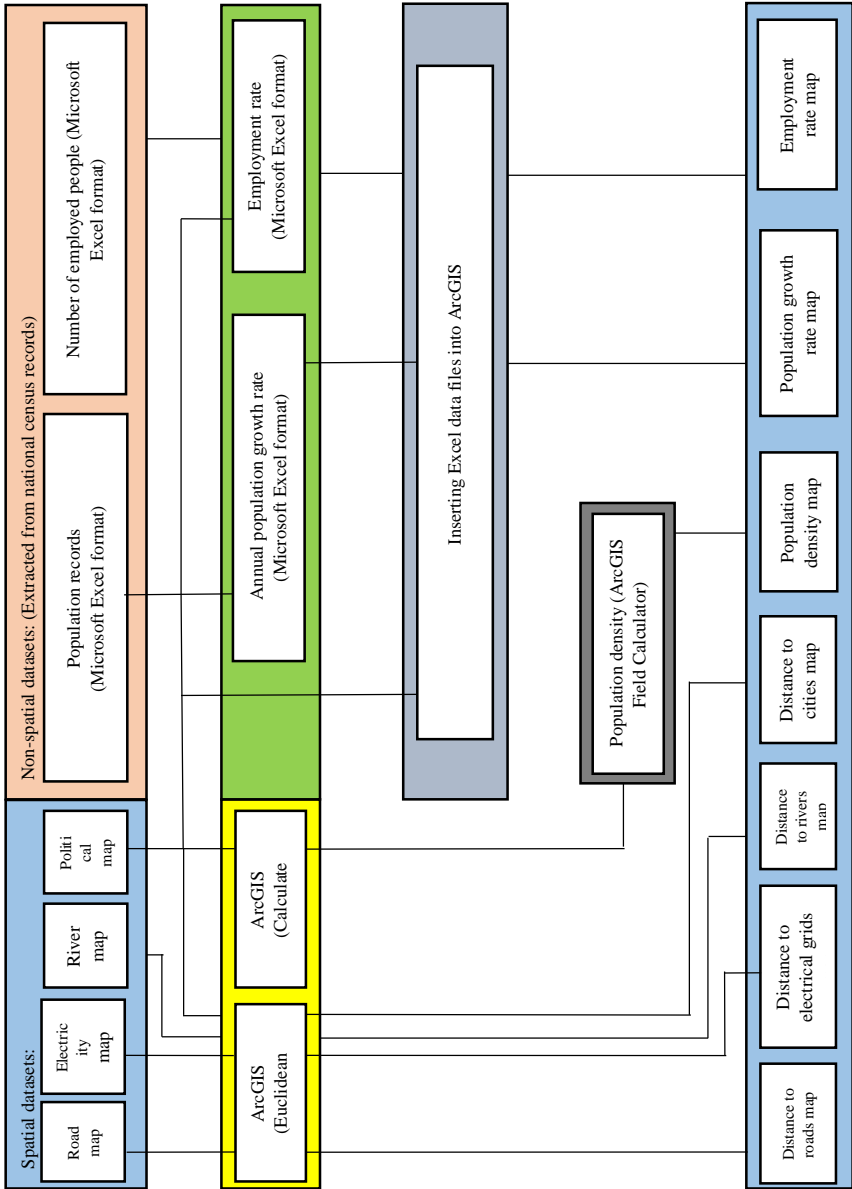 Spatial datasets:
Road
map
Electric
ity
map
River
map
Politi
cal
map
Non-spatial datasets: (Extracted from national census records)
Population records
(Microsoft Excel format)
Number of employed people (Microsoft
Excel format)
ArcGIS
(Euclidean
ArcGIS
(Calculate
Annual population growth rate
(Microsoft Excel format)
Employment rate
(Microsoft Excel format)
Inserting Excel data files into ArcGIS
Population density (ArcGIS
Field Calculator)
Distance to
roads map
Distance to
electrical grids
Distance
to rivers
map
Distance to
cities map
Population
density map
Population growth
rate map
Employment
rate map